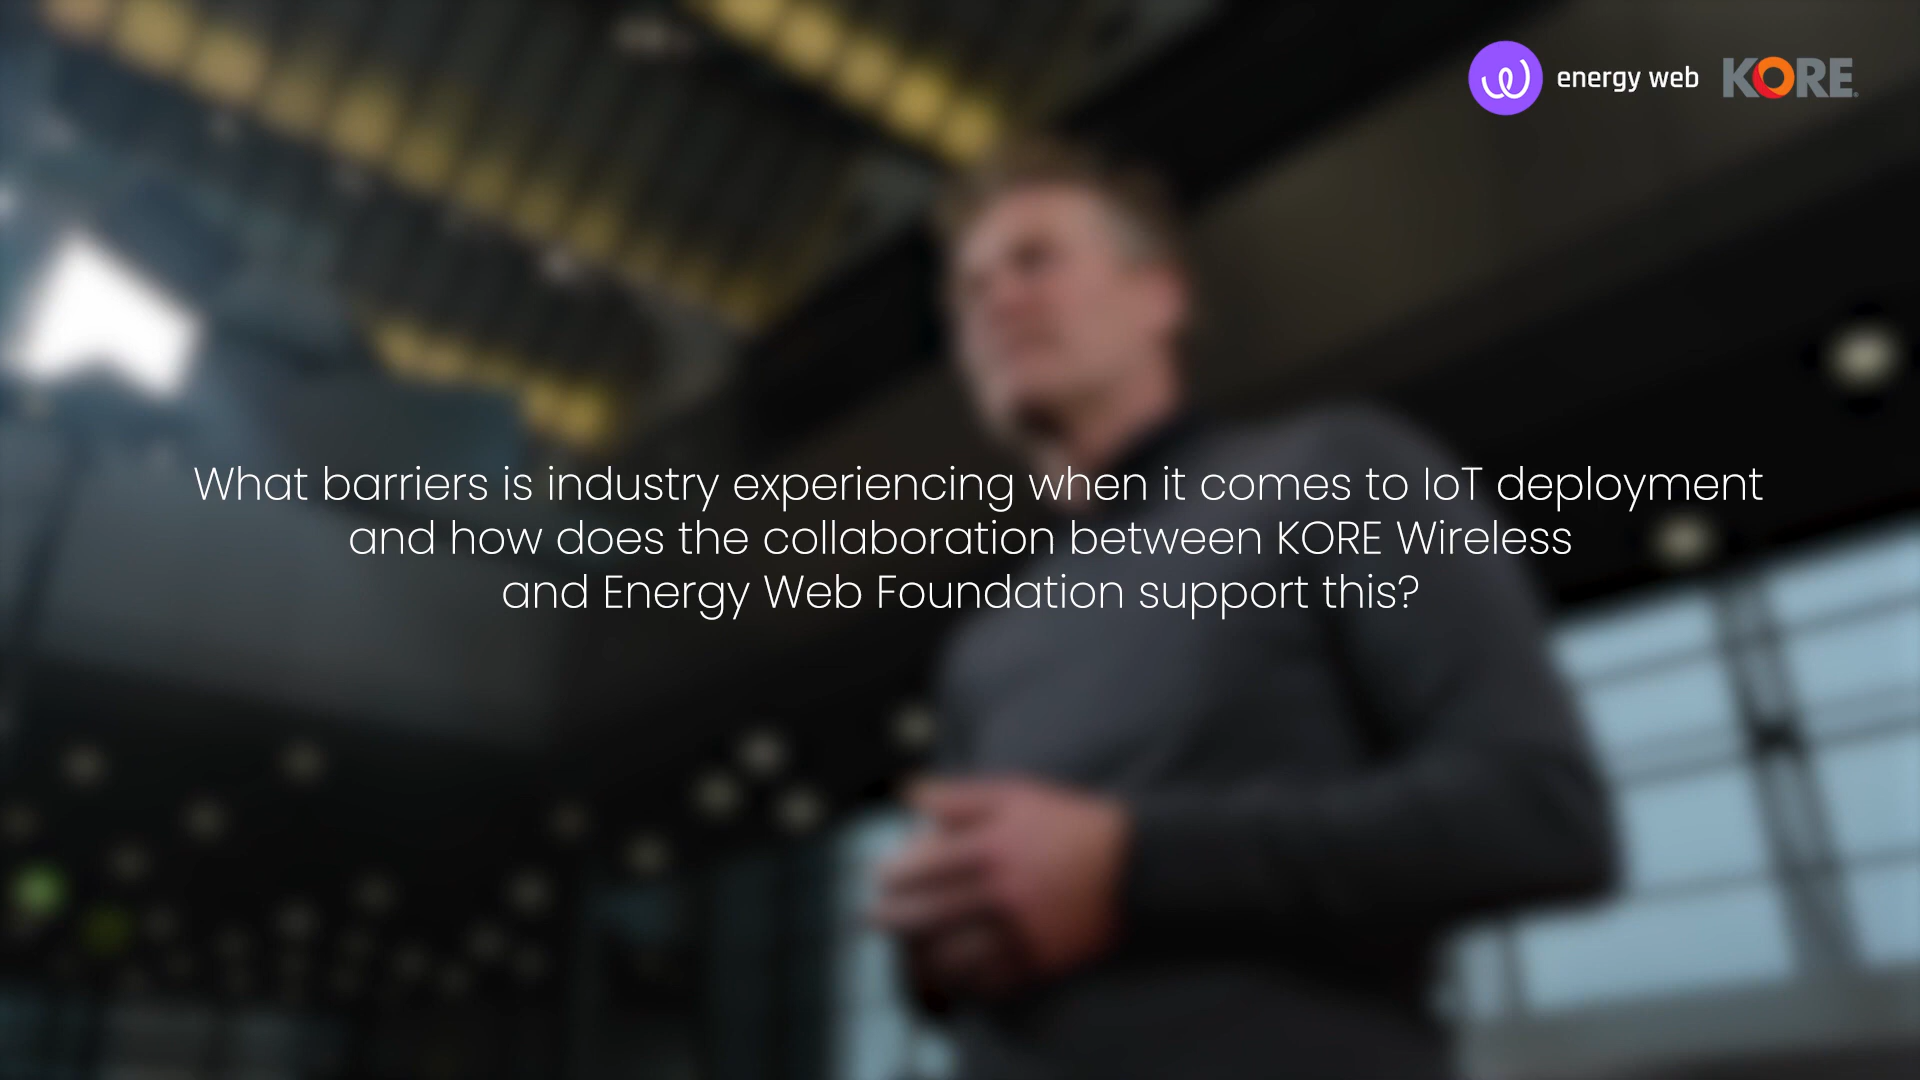 energy web KORE
What barriers is industry experiencing when it comes to IoT deployment
and how does the collaboration between KORE Wireless
and Energy Web Foundation support this?